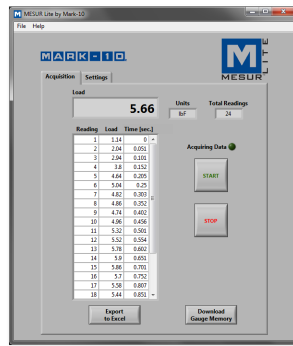 MESUR Lite by Mark-10
File Help
MARK-10
M
MESUR
LITE
Acquisition Settings
Load
5.66
Units
lbF
Total Readings
24
Reading Load Time [sec.]
1 1.14 0
2 2.04 0.051
3 2.94 0.101
4 3.8 0.152
5 4.64 0.205
6 5.04 0.25
7 4.82 0.303
8 4.86 0.352
9 4.74 0.402
10 4.96 0.456
11 5.32 0.501
12 5.52 0.554
13 5.78 0.602
14 5.9 0.651
15 5.86 0.701
16 5.7 0.752
17 5.58 0.807
18 5.44 0.851
Acquiring Data
START
STOP
Export
to Excel
Download
Gauge Memory